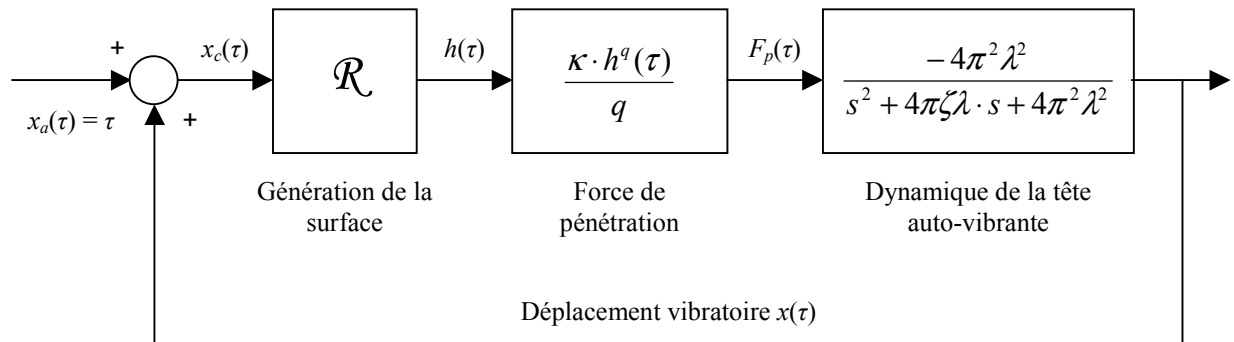 +
x_c(τ)
h(τ)
F_p(τ)
ℛ
κ · h^q(τ) / q
−4π²λ² / s² + 4πζλ · s + 4π²λ²
x_a(τ) = τ
+
Génération de la
surface
Force de
pénétration
Dynamique de la tête
auto-vibrante
Déplacement vibratoire x(τ)